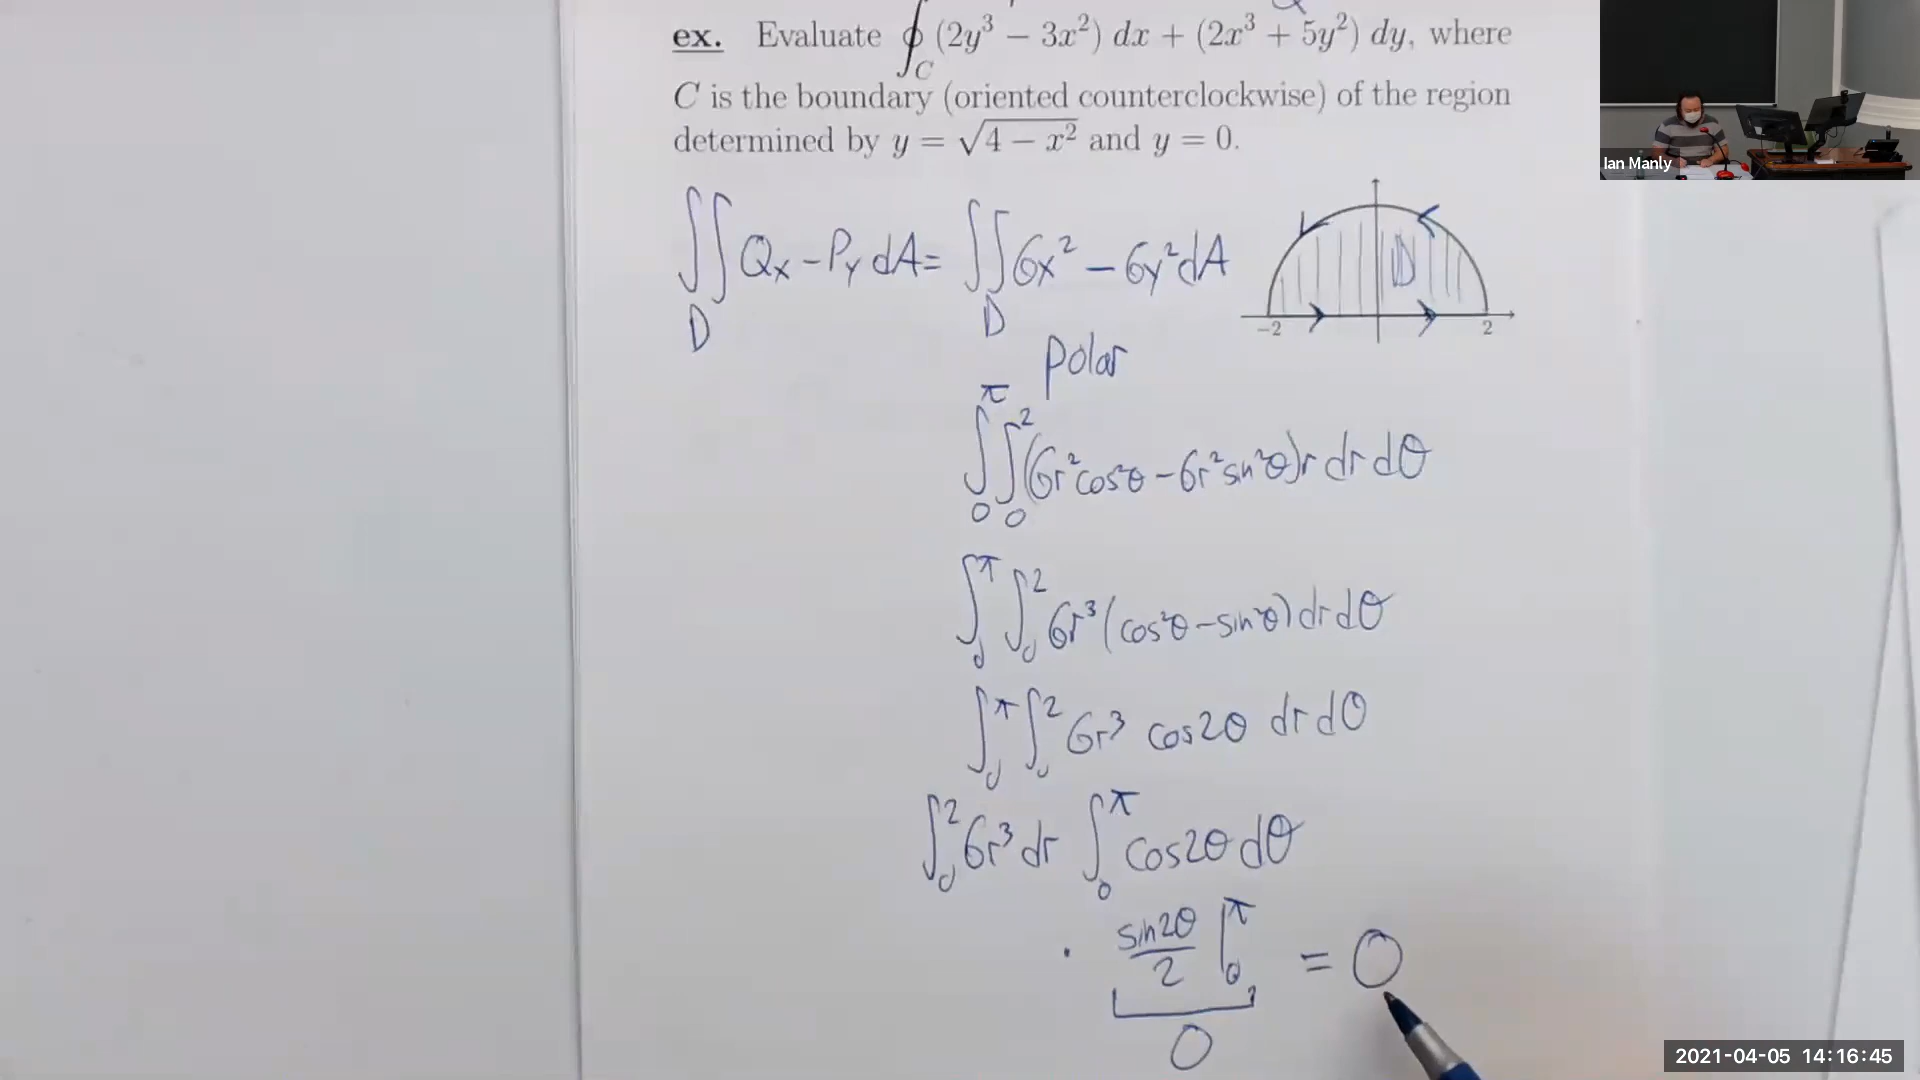 ex. Evaluate ∮_C (2y³ − 3x²) dx + (2x³ + 5y²) dy, where
C is the boundary (oriented counterclockwise) of the region
determined by y = √(4 − x²) and y = 0.
Ian Manly
∬_D Qx − Py dA = ∬_D 6x² − 6y² dA
D
−2 2
Polar
∫_0^π ∫_0^2 (6r²cos²θ − 6r²sin²θ) r dr dθ
∫_0^π ∫_0^2 6r³ (cos²θ − sin²θ) dr dθ
∫_0^π ∫_0^2 6r³ cos2θ dr dθ
∫_0^2 6r³ dr ∫_0^π cos2θ dθ
· sin2θ/2 |_0^π = 0
0
2021-04-05 14:16:45